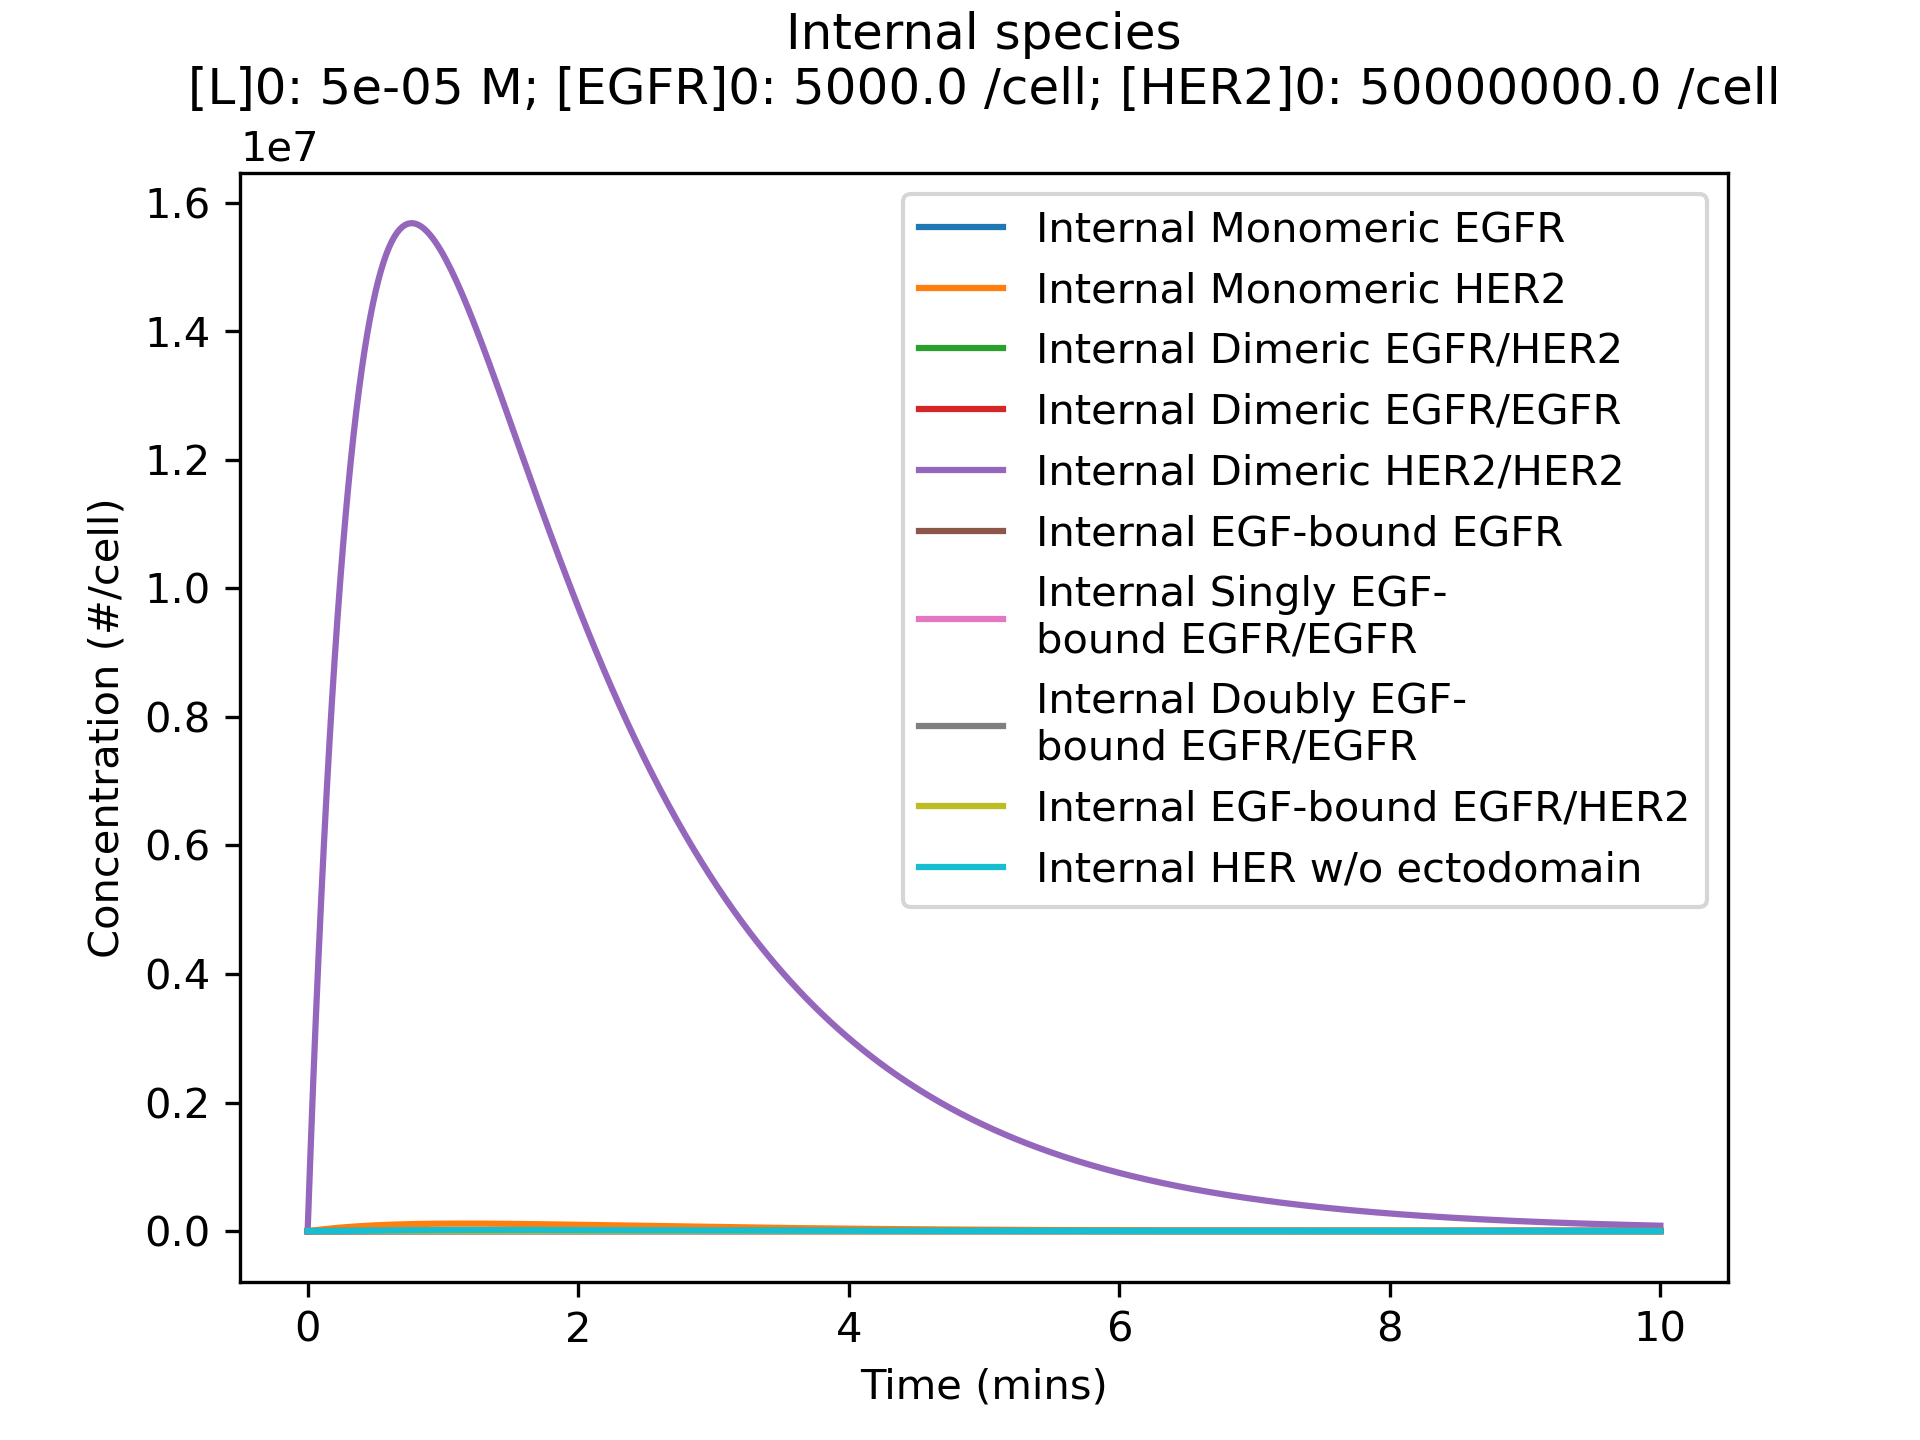 Internal species
[L]0: 5e-05 M; [EGFR]0: 5000.0 /cell; [HER2]0: 50000000.0 /cell
1e7
1.6
1.4
1.2
1.0
0.8
0.6
0.4
0.2
0.0
Concentration (#/cell)
Internal Monomeric EGFR
Internal Monomeric HER2
Internal Dimeric EGFR/HER2
Internal Dimeric EGFR/EGFR
Internal Dimeric HER2/HER2
Internal EGF-bound EGFR
Internal Singly EGF-
bound EGFR/EGFR
Internal Doubly EGF-
bound EGFR/EGFR
Internal EGF-bound EGFR/HER2
Internal HER w/o ectodomain
0 2 4 6 8 10
Time (mins)